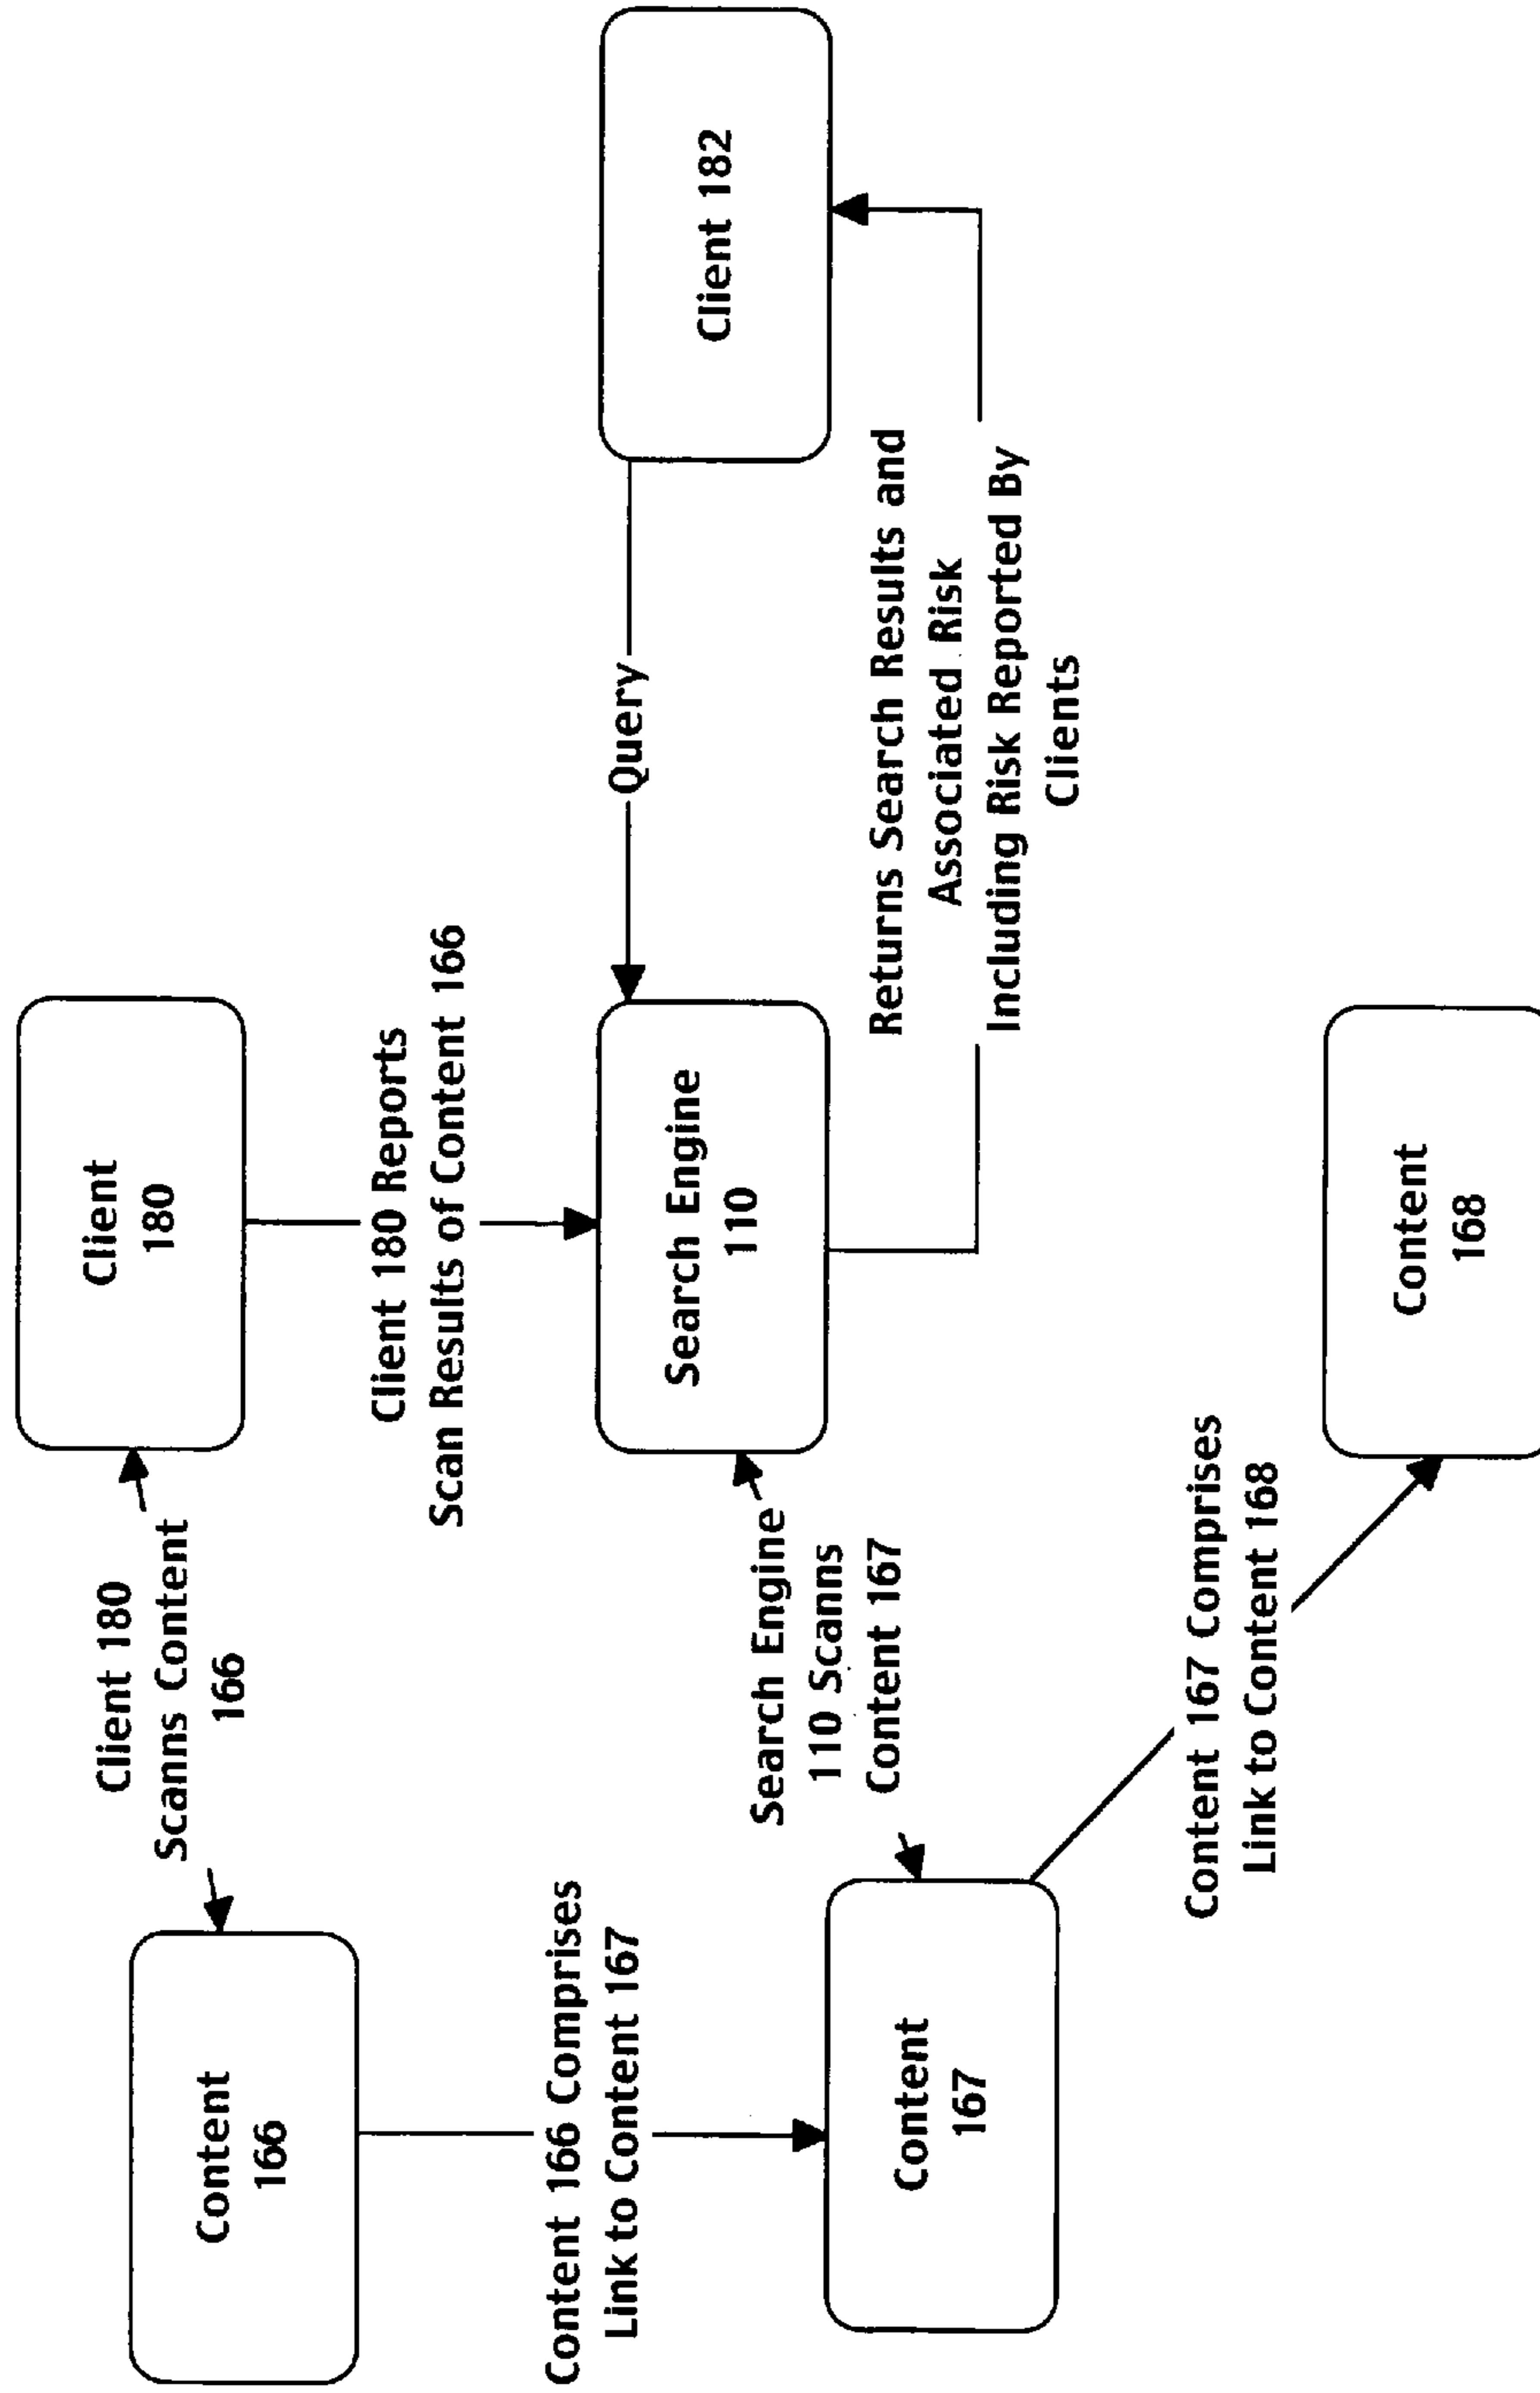 Client
180
Client 180
Scanns Content
166
Content
166
Client 180 Reports
Scan Results of Content 166
Content 166 Comprises
Link to Content 167
Search Engine
110
Query
Client 182
Search Engine
110 Scanns
Content 167
Returns Search Results and
Associated Risk
Including Risk Reported By
Clients
Content
167
Content 167 Comprises
Link to Content 168
Content
168